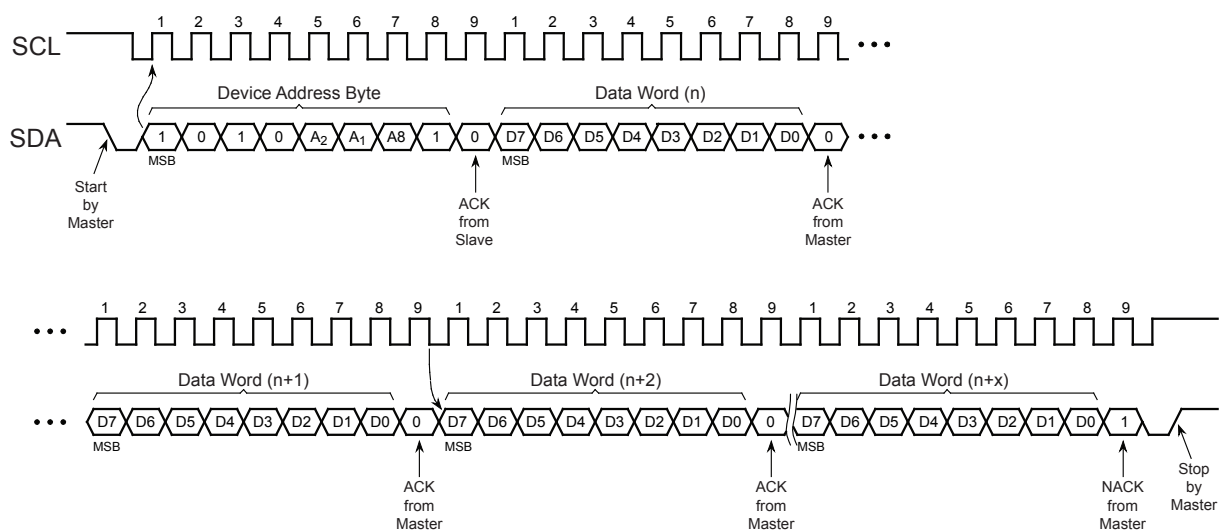 1 2 3 4 5 6 7 8 9 1 2 3 4 5 6 7 8 9
SCL
Device Address Byte Data Word (n)
SDA 1 0 1 0 A2 A1 A8 1 0 D7 D6 D5 D4 D3 D2 D1 D0 0
MSB MSB
Start
by
Master
ACK
from
Slave
ACK
from
Master
1 2 3 4 5 6 7 8 9 1 2 3 4 5 6 7 8 9 1 2 3 4 5 6 7 8 9
Data Word (n+1) Data Word (n+2) Data Word (n+x)
D7 D6 D5 D4 D3 D2 D1 D0 0 D7 D6 D5 D4 D3 D2 D1 D0 0 D7 D6 D5 D4 D3 D2 D1 D0 1
MSB MSB MSB
ACK
from
Master
ACK
from
Master
NACK
from
Master
Stop
by
Master